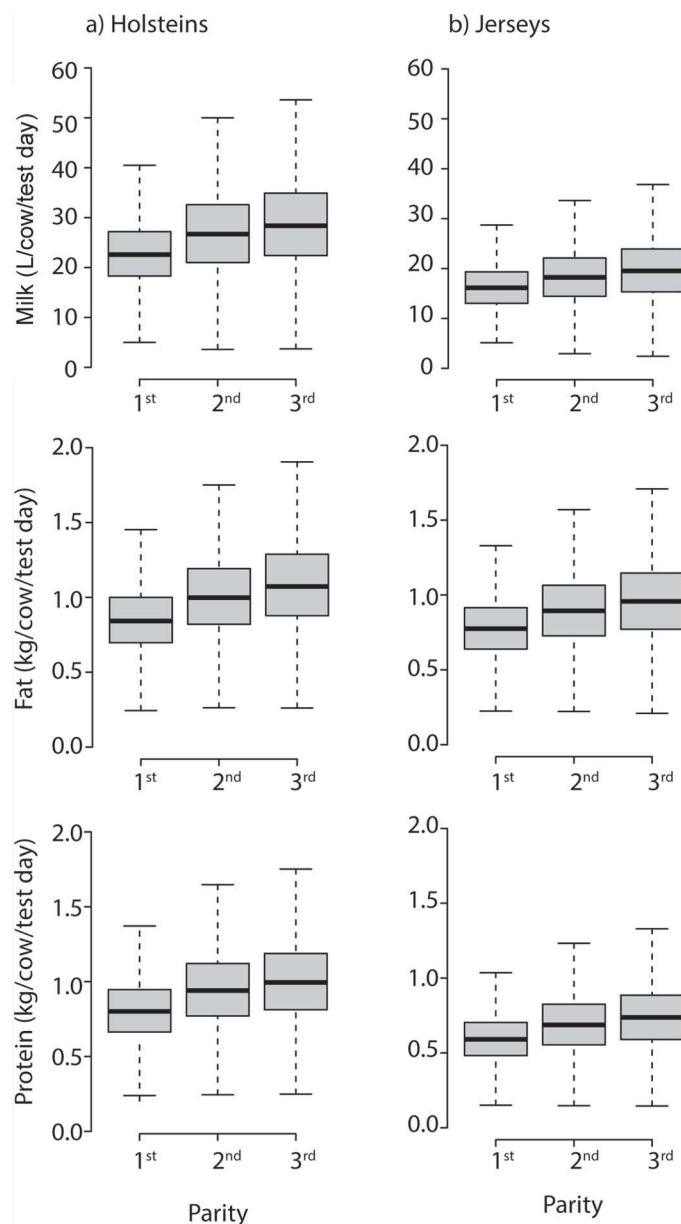 a) Holsteins
b) Jerseys
Milk (L/cow/test day)
60
50
40
30
20
10
0
1st 2nd 3rd
60
50
40
30
20
10
0
1st 2nd 3rd
Fat (kg/cow/test day)
2.0
1.5
1.0
0.5
0.0
1st 2nd 3rd
2.0
1.5
1.0
0.5
0.0
1st 2nd 3rd
Protein (kg/cow/test day)
2.0
1.5
1.0
0.5
0.0
1st 2nd 3rd
Parity
2.0
1.5
1.0
0.5
0.0
1st 2nd 3rd
Parity